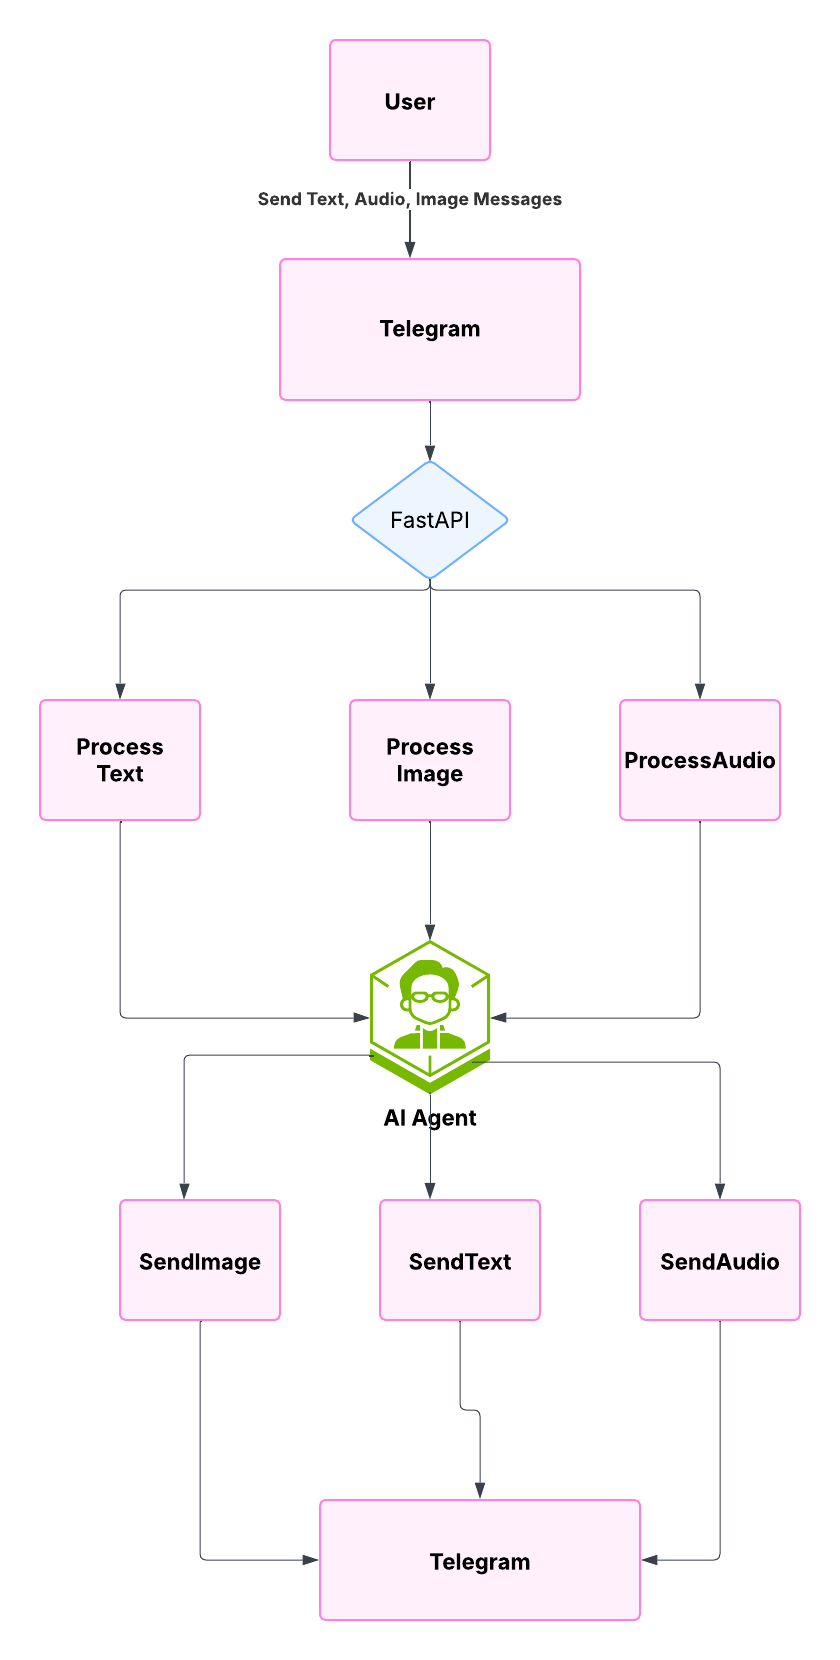 User
Send Text, Audio, Image Messages
Telegram
FastAPI
Process
Text
Process
Image
ProcessAudio
AI Agent
SendImage
SendText
SendAudio
Telegram